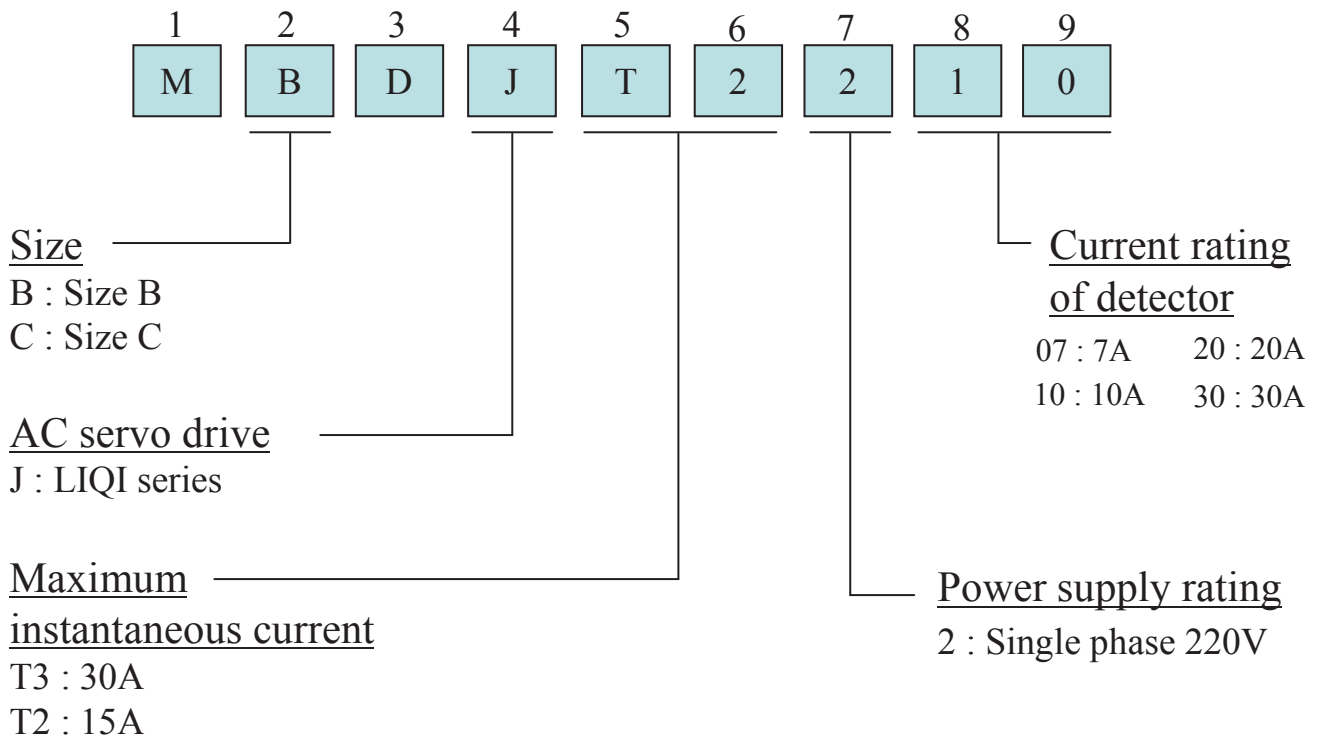 1 2 3 4 5 6 7 8 9
M B D J T 2 2 1 0
Size
B : Size B
C : Size C
AC servo drive
J : LIQI series
Maximum
instantaneous current
T3 : 30A
T2 : 15A
Current rating
of detector
07 : 7A 20 : 20A
10 : 10A 30 : 30A
Power supply rating
2 : Single phase 220V